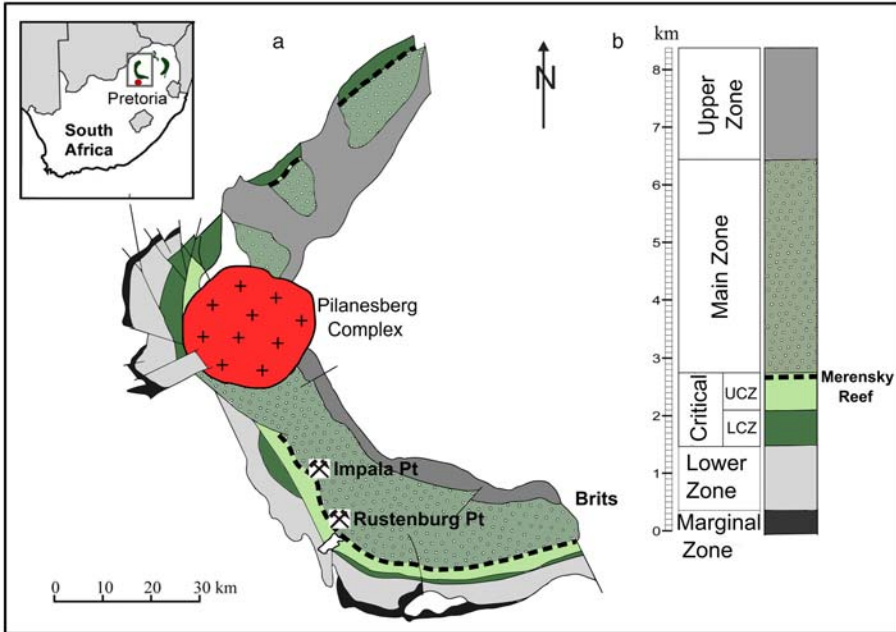 a
b
N
Pretoria
South
Africa
Pilanesberg
Complex
Impala Pt
Rustenburg Pt
Brits
0 10 20 30 km
km
8
7
6
5
4
3
2
1
0
Upper
Zone
Main Zone
Critical
UCZ
LCZ
Lower
Zone
Marginal
Zone
Merensky
Reef